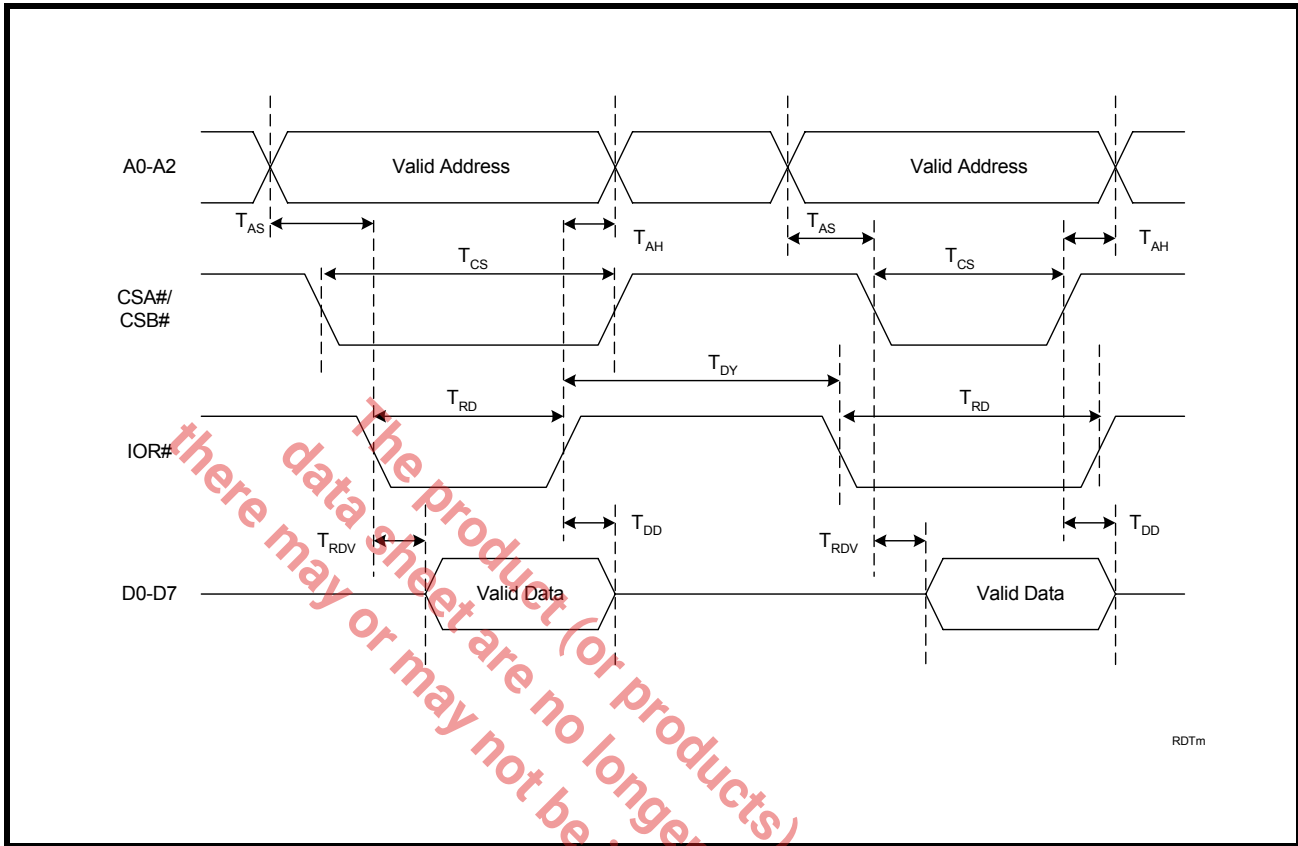 A0-A2
Valid Address
Valid Address
TAS
TAH
TAS
TAH
TCS
TCS
CSA#/
CSB#
TDY
TRD
TRD
IOR#
TRDV
TDD
TRDV
TDD
D0-D7
Valid Data
Valid Data
RDTm
The product (or products)
data sheet are no longer
there may or may not be